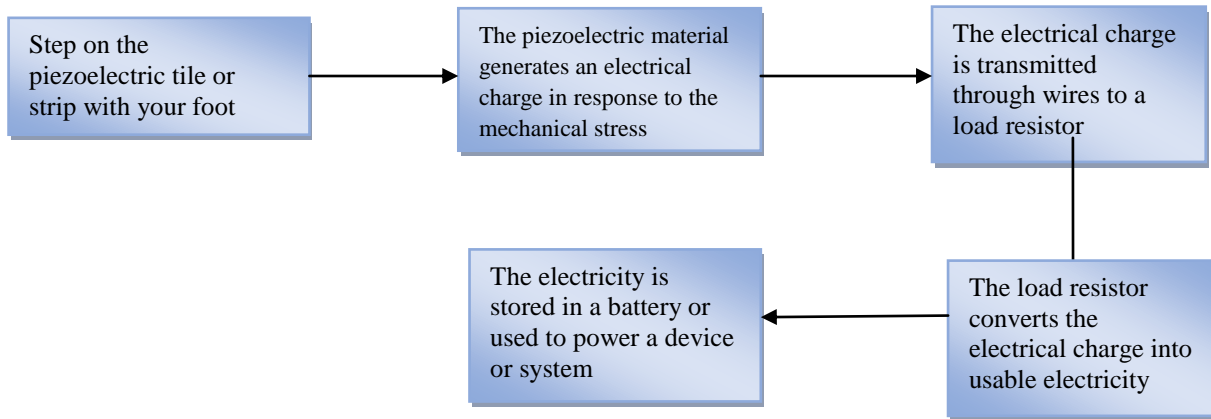 Step on the
piezoelectric tile or
strip with your foot
The piezoelectric material
generates an electrical
charge in response to the
mechanical stress
The electrical charge
is transmitted
through wires to a
load resistor
The load resistor
converts the
electrical charge into
usable electricity
The electricity is
stored in a battery or
used to power a device
or system